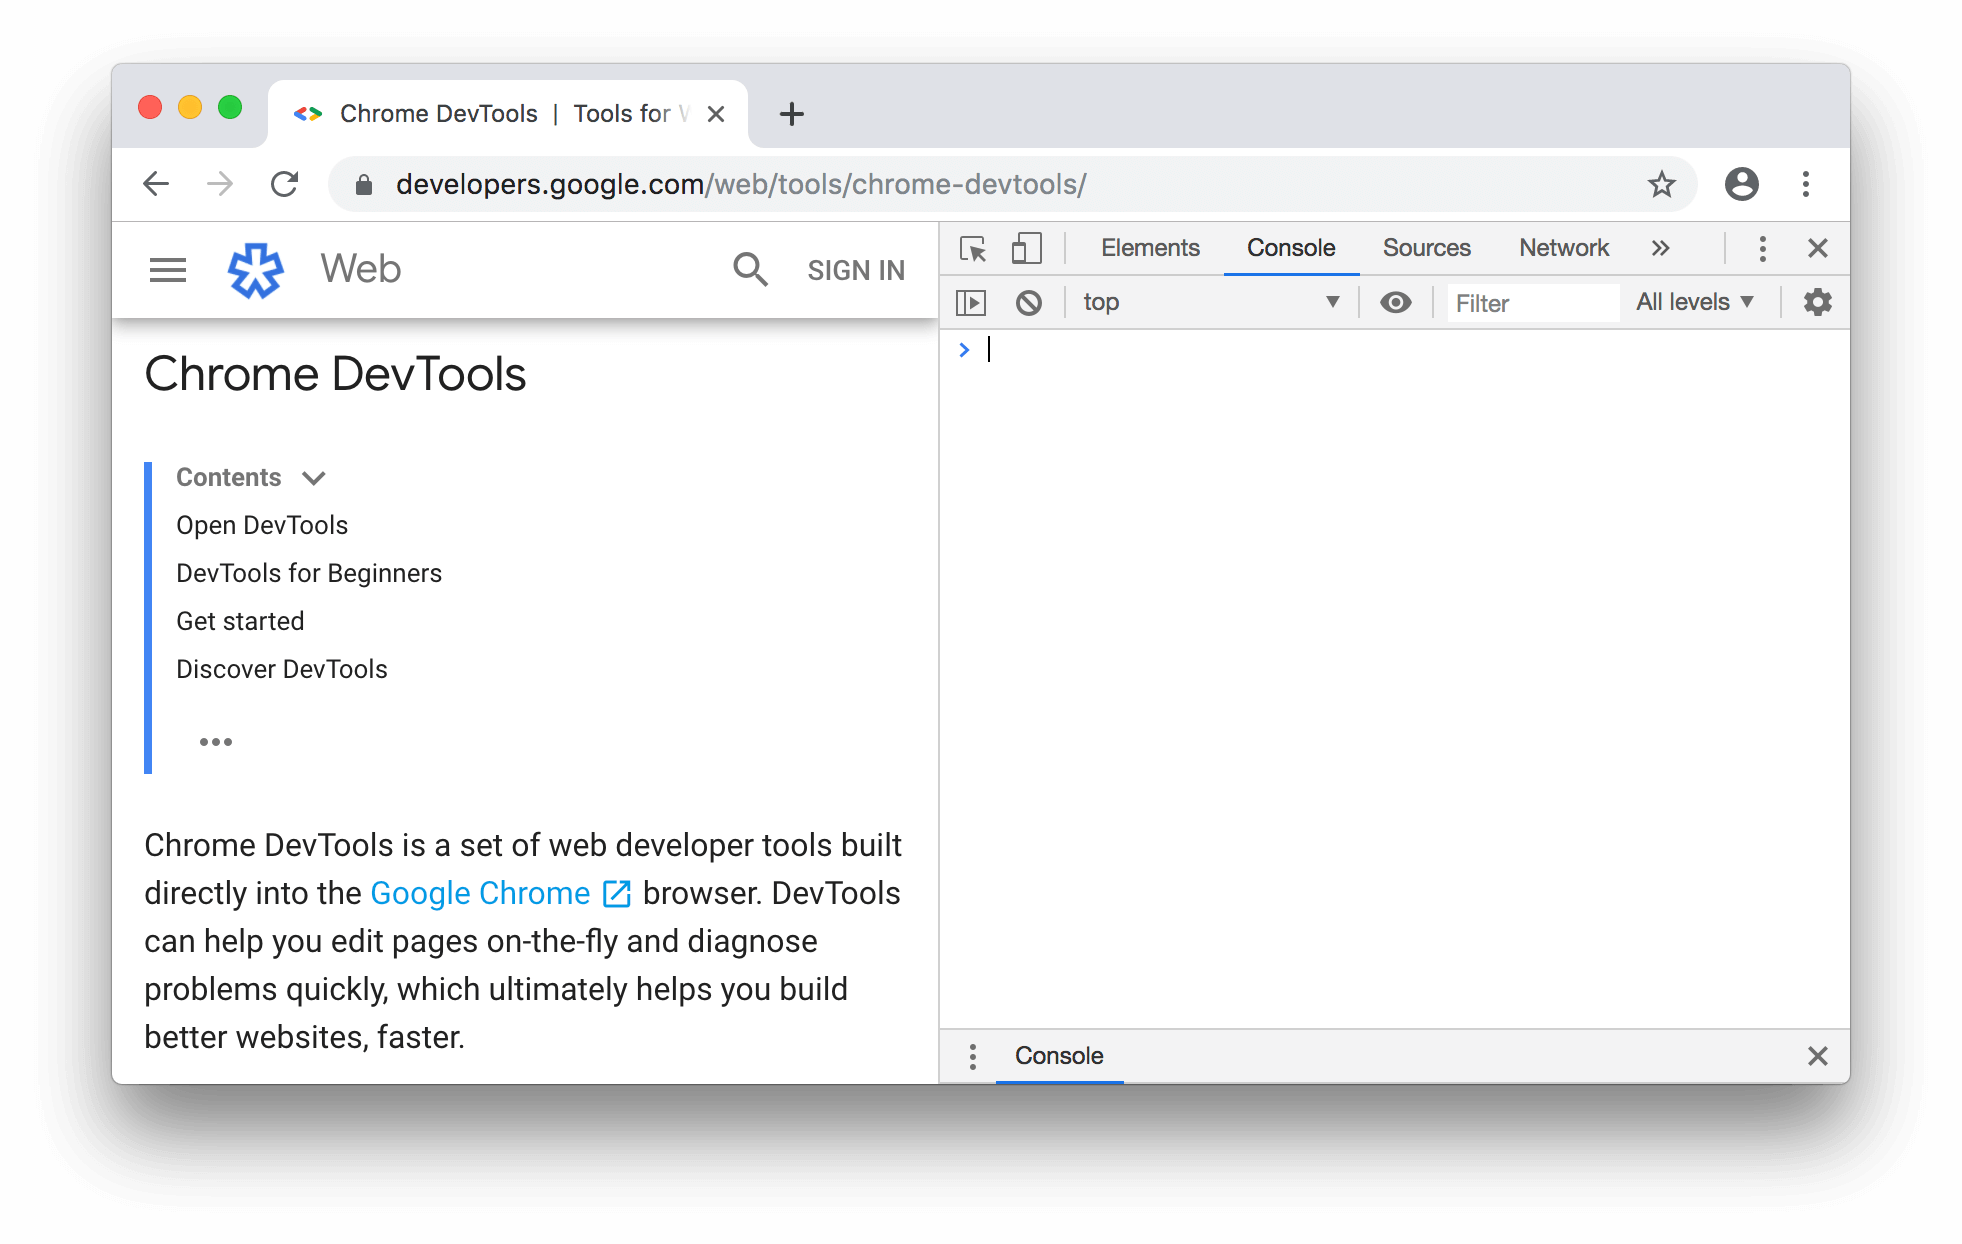 Chrome DevTools | Tools for W
developers.google.com/web/tools/chrome-devtools/
Web
SIGN IN
Chrome DevTools
Contents
Open DevTools
DevTools for Beginners
Get started
Discover DevTools
Chrome DevTools is a set of web developer tools built
directly into the Google Chrome browser. DevTools
can help you edit pages on-the-fly and diagnose
problems quickly, which ultimately helps you build
better websites, faster.
Elements Console Sources Network
top Filter All levels
Console